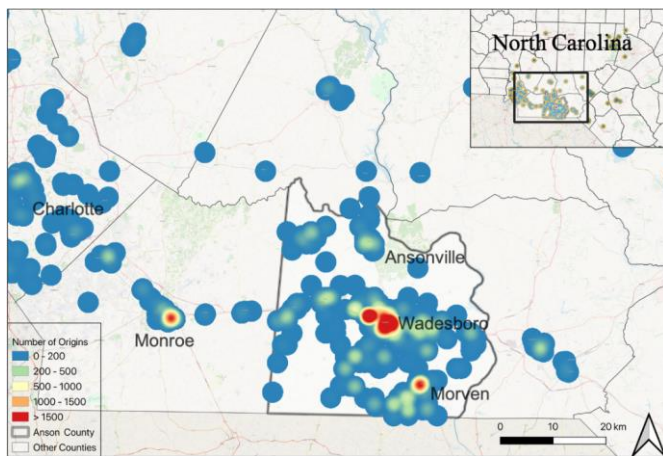 North Carolina
Charlotte
Ansonville
Wadesboro
Monroe
Morven
Number of Origins
0 - 200
200 - 500
500 - 1000
1000 - 1500
> 1500
Anson County
Other Counties
0 10 20 km